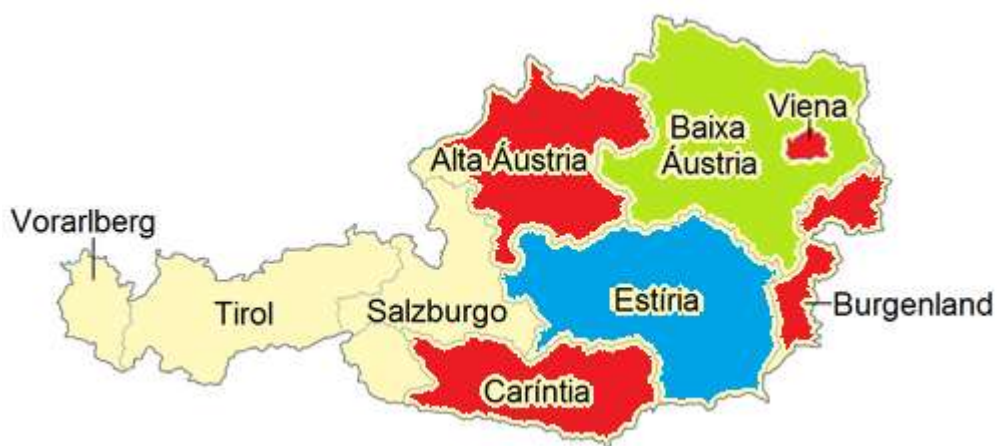 Viena
Baixa
Áustria
Alta Áustria
Vorarlberg
Tirol
Salzburgo
Estíria
Burgenland
Caríntia